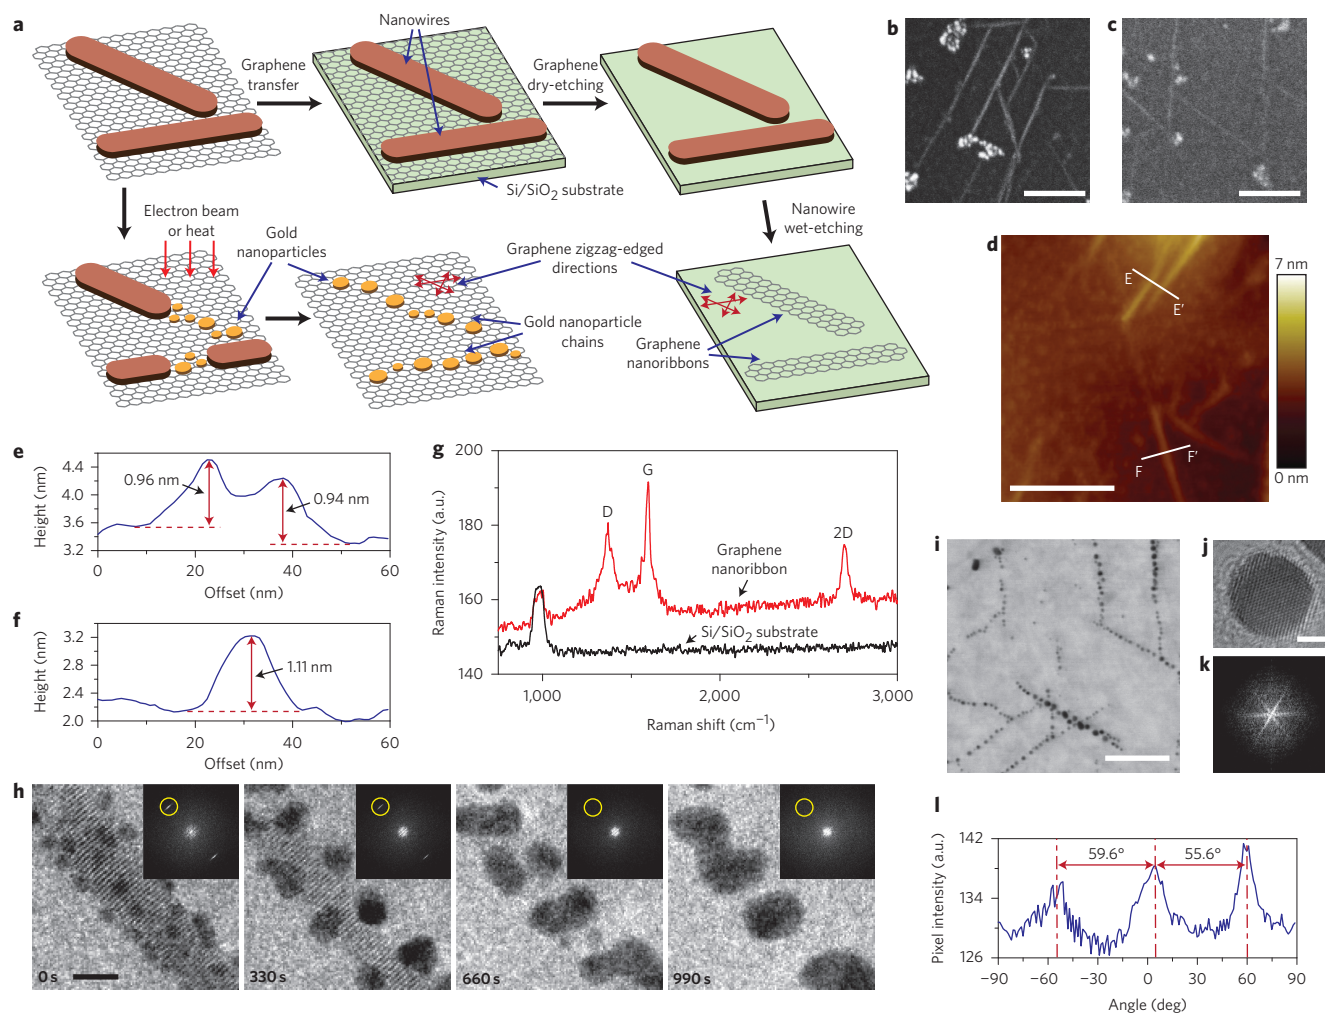 a
Nanowires
Graphene
transfer
Graphene
dry-etching
Si/SiO2 substrate
Electron beam
or heat
Gold
nanoparticles
Graphene zigzag-edged
directions
Nanowire
wet-etching
Gold nanoparticle
chains
Graphene
nanoribbons
b
c
d
E
E′
F
F′
7 nm
0 nm
e
Height (nm)
4.4
4.0
3.6
3.2
0.96 nm
0.94 nm
0
20
40
60
Offset (nm)
f
Height (nm)
3.2
2.8
2.4
2.0
1.11 nm
0
20
40
60
Offset (nm)
g
Raman intensity (a.u.)
200
180
160
140
D
G
2D
Graphene
nanoribbon
Si/SiO2 substrate
1,000
2,000
3,000
Raman shift (cm−1)
h
0 s
330 s
660 s
990 s
i
j
k
l
Pixel intensity (a.u.)
142
134
126
59.6°
55.6°
−90
−60
−30
0
30
60
90
Angle (deg)